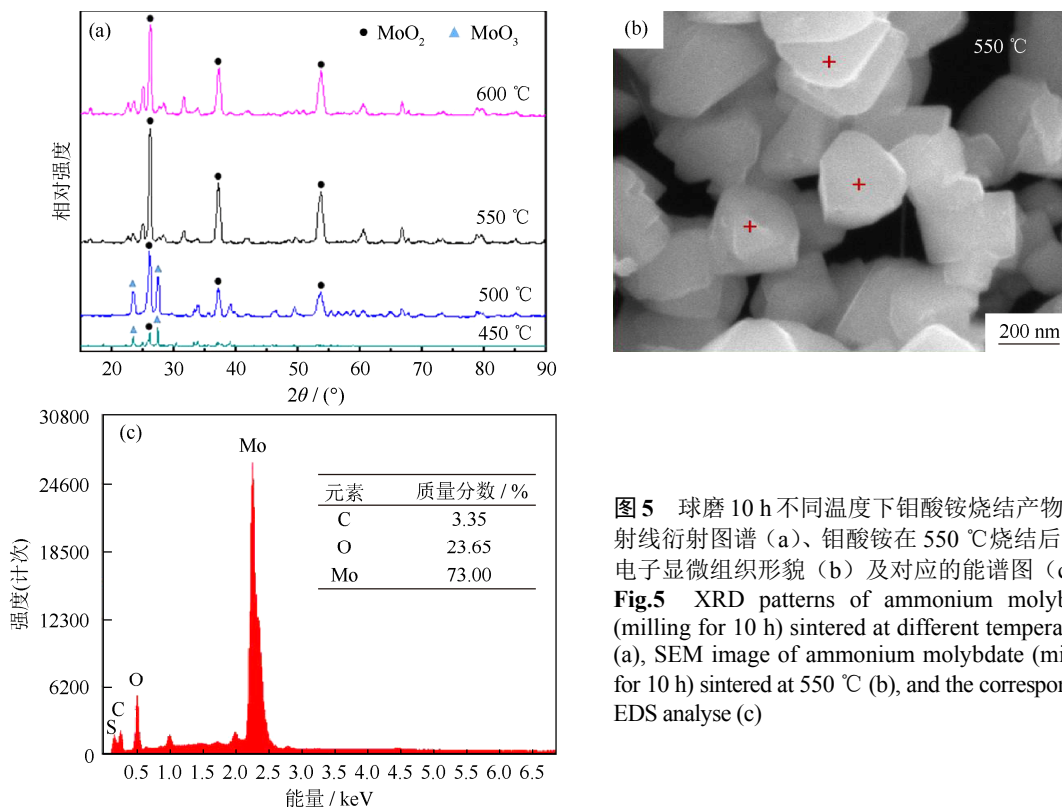 (a)
● MoO₂ ▲ MoO₃
600 ℃
550 ℃
500 ℃
450 ℃
相对强度
20 30 40 50 60 70 80 90
2θ / (°)
(b)
550 ℃
200 nm
(c)
30800
24600
18500
12300
6200
0
强度(计次)
Mo
O
C
S
元素 质量分数 / %
C 3.35
O 23.65
Mo 73.00
0.5 1.0 1.5 2.0 2.5 3.0 3.5 4.0 4.5 5.0 5.5 6.0 6.5
能量 / keV
图 5 球磨 10 h 不同温度下钼酸铵烧结产物
射线衍射图谱（a）、钼酸铵在 550 ℃烧结后
电子显微组织形貌（b）及对应的能谱图（c
Fig.5 XRD patterns of ammonium molyb
(milling for 10 h) sintered at different tempera
(a), SEM image of ammonium molybdate (mi
for 10 h) sintered at 550 ℃ (b), and the correspon
EDS analyse (c)